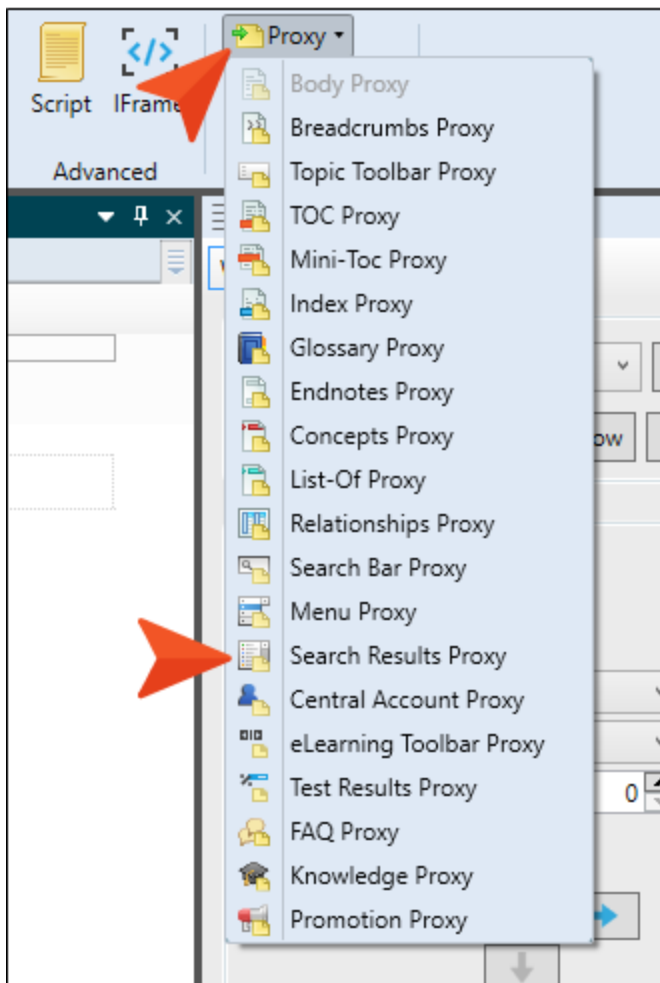 Proxy
Script
IFrame
Advanced
Body Proxy
Breadcrumbs Proxy
Topic Toolbar Proxy
TOC Proxy
Mini-Toc Proxy
Index Proxy
Glossary Proxy
Endnotes Proxy
Concepts Proxy
List-Of Proxy
Relationships Proxy
Search Bar Proxy
Menu Proxy
Search Results Proxy
Central Account Proxy
eLearning Toolbar Proxy
Test Results Proxy
0
FAQ Proxy
Knowledge Proxy
Promotion Proxy